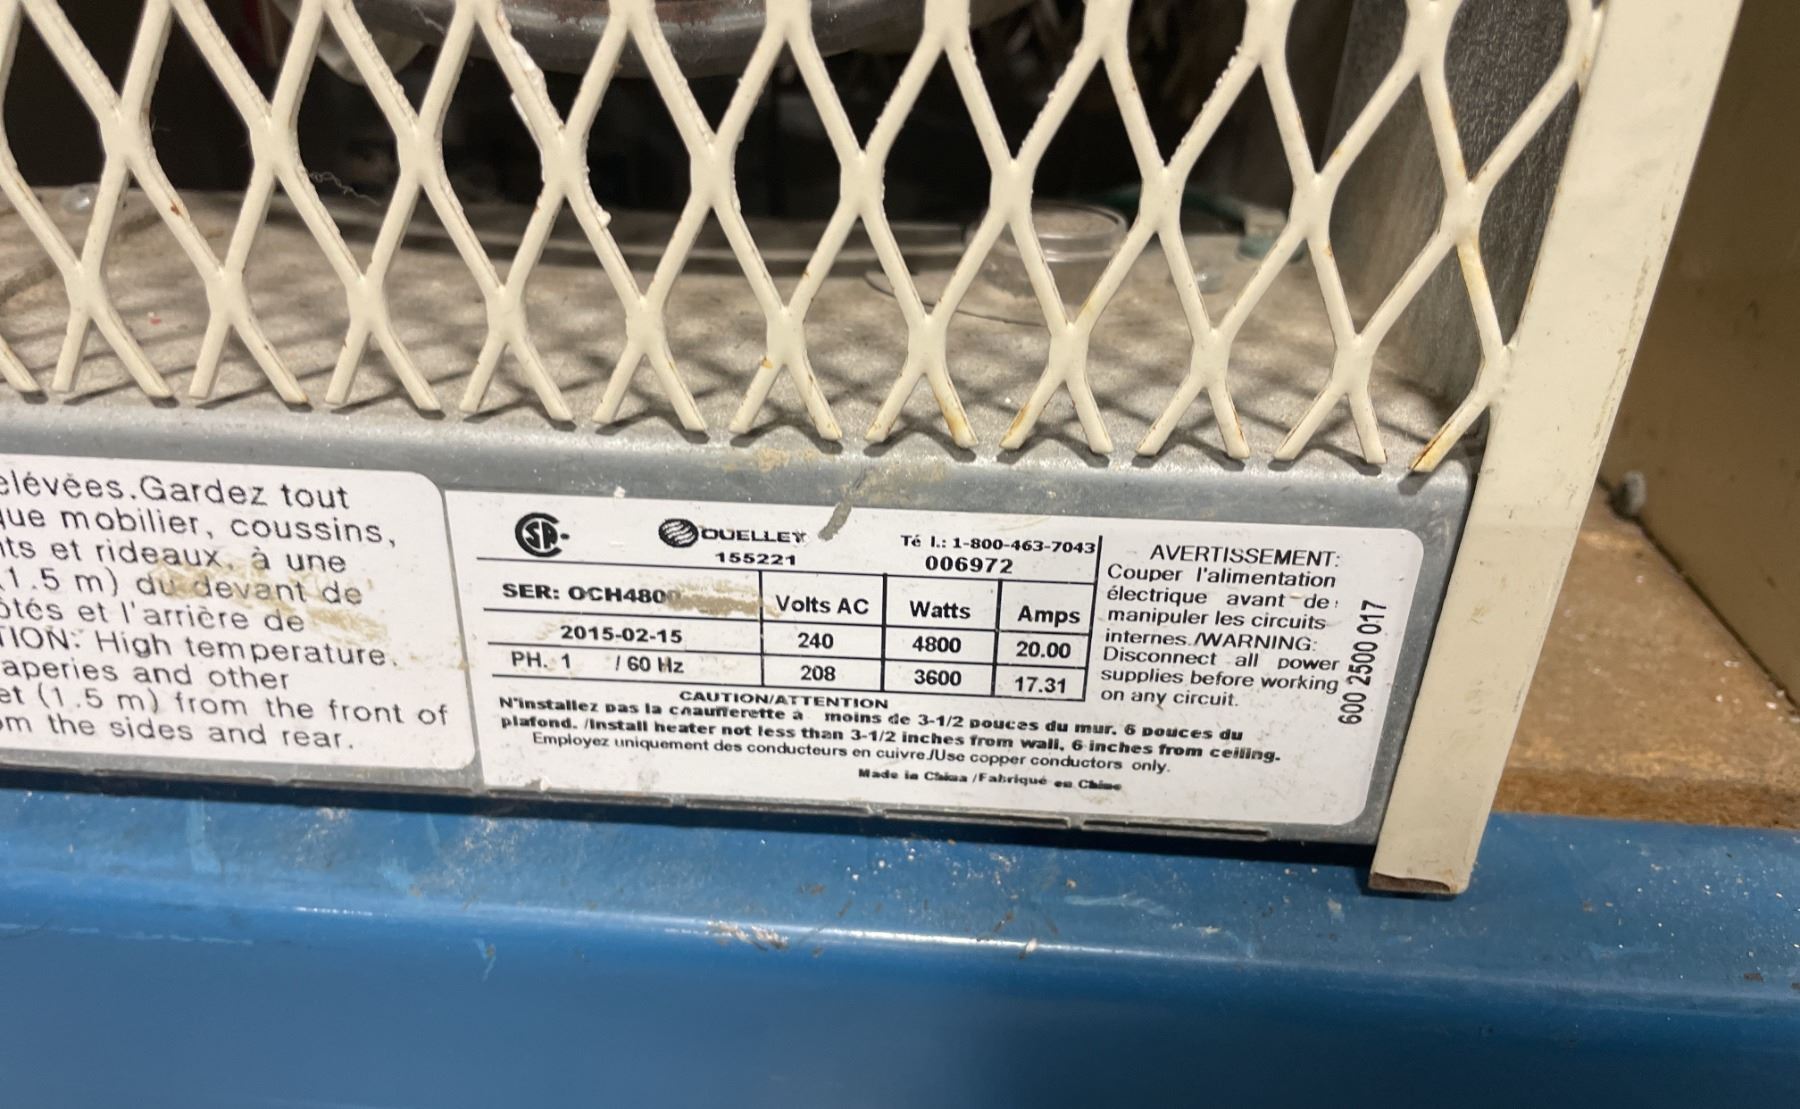 elévées.Gardez tout
que mobilier, coussins,
nts et rideaux, à une
(1.5 m) du devant de
ôtés et l'arrière de
TION: High temperature.
aperies and other
et (1.5 m) from the front of
om the sides and rear.
OUELLET
Té l.: 1-800-463-7043
155221
006972
SER: OCH480
Volts AC
Watts
Amps
2015-02-15
240
4800
20.00
PH. 1 / 60 Hz
208
3600
17.31
CAUTION/ATTENTION
N'installez pas la chaufferette à moins de 3-1/2 pouces du mur. 6 pouces du
plafond. /Install heater not less than 3-1/2 inches from wall, 6 inches from ceiling.
Employez uniquement des conducteurs en cuivre./Use copper conductors only.
Made in China /Fabriqué en Chine
AVERTISSEMENT:
Couper l'alimentation
électrique avant de
manipuler les circuits
internes./WARNING:
Disconnect all power
supplies before working
on any circuit.
600 2500 017